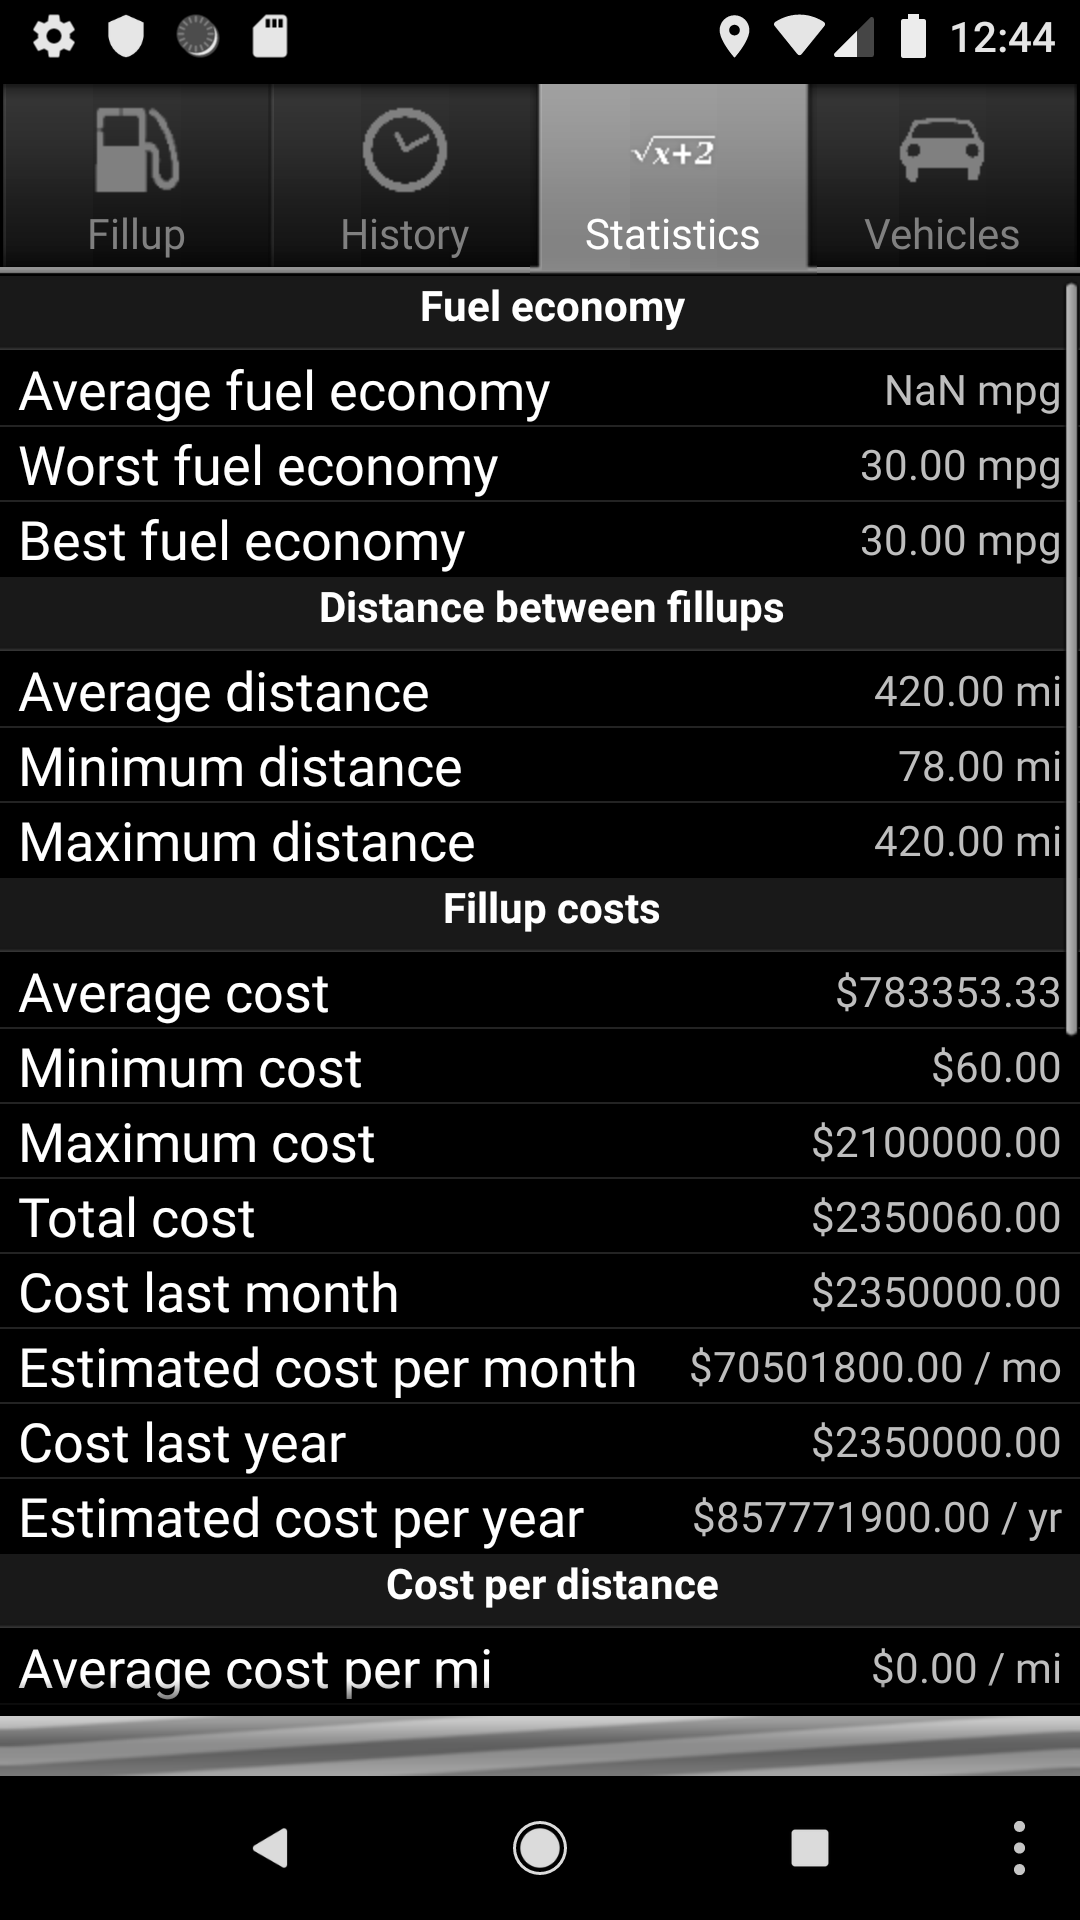 12:44
√x+2
Fillup History Statistics Vehicles
Fuel economy
Average fuel economy NaN mpg
Worst fuel economy 30.00 mpg
Best fuel economy 30.00 mpg
Distance between fillups
Average distance 420.00 mi
Minimum distance 78.00 mi
Maximum distance 420.00 mi
Fillup costs
Average cost $783353.33
Minimum cost $60.00
Maximum cost $2100000.00
Total cost $2350060.00
Cost last month $2350000.00
Estimated cost per month $70501800.00 / mo
Cost last year $2350000.00
Estimated cost per year $857771900.00 / yr
Cost per distance
Average cost per mi $0.00 / mi